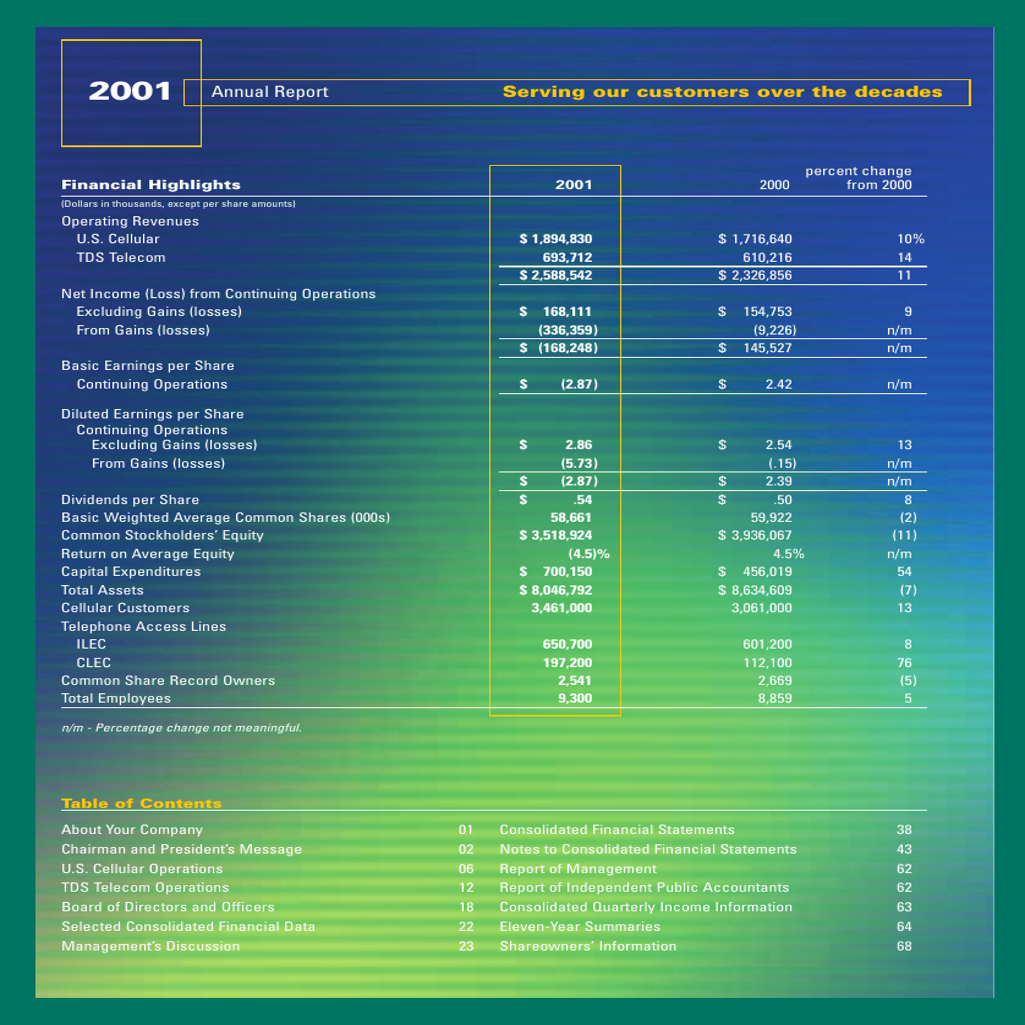 2001 Annual Report Serving our customers over the decades
percent change
Financial Highlights 2001 2000 from 2000
(Dollars in thousands, except per share amounts)
Operating Revenues
U.S. Cellular $ 1,894,830 $ 1,716,640 10%
TDS Telecom 693,712 610,216 14
$ 2,588,542 $ 2,326,856 11
Net Income (Loss) from Continuing Operations
Excluding Gains (losses) $ 168,111 $ 154,753 9
From Gains (losses) (336,359) (9,226) n/m
$ (168,248) $ 145,527 n/m
Basic Earnings per Share
Continuing Operations $ (2.87) $ 2.42 n/m
Diluted Earnings per Share
Continuing Operations
Excluding Gains (losses) $ 2.86 $ 2.54 13
From Gains (losses) (5.73) (.15) n/m
$ (2.87) $ 2.39 n/m
Dividends per Share $ .54 $ .50 8
Basic Weighted Average Common Shares (000s) 58,661 59,922 (2)
Common Stockholders' Equity $ 3,518,924 $ 3,936,067 (11)
Return on Average Equity (4.5)% 4.5% n/m
Capital Expenditures $ 700,150 $ 456,019 54
Total Assets $ 8,046,792 $ 8,634,609 (7)
Cellular Customers 3,461,000 3,061,000 13
Telephone Access Lines
ILEC 650,700 601,200 8
CLEC 197,200 112,100 76
Common Share Record Owners 2,541 2,669 (5)
Total Employees 9,300 8,859 5
n/m - Percentage change not meaningful.
Table of Contents
About Your Company 01 Consolidated Financial Statements 38
Chairman and President's Message 02 Notes to Consolidated Financial Statements 43
U.S. Cellular Operations 06 Report of Management 62
TDS Telecom Operations 12 Report of Independent Public Accountants 62
Board of Directors and Officers 18 Consolidated Quarterly Income Information 63
Selected Consolidated Financial Data 22 Eleven-Year Summaries 64
Management's Discussion 23 Shareowners' Information 68